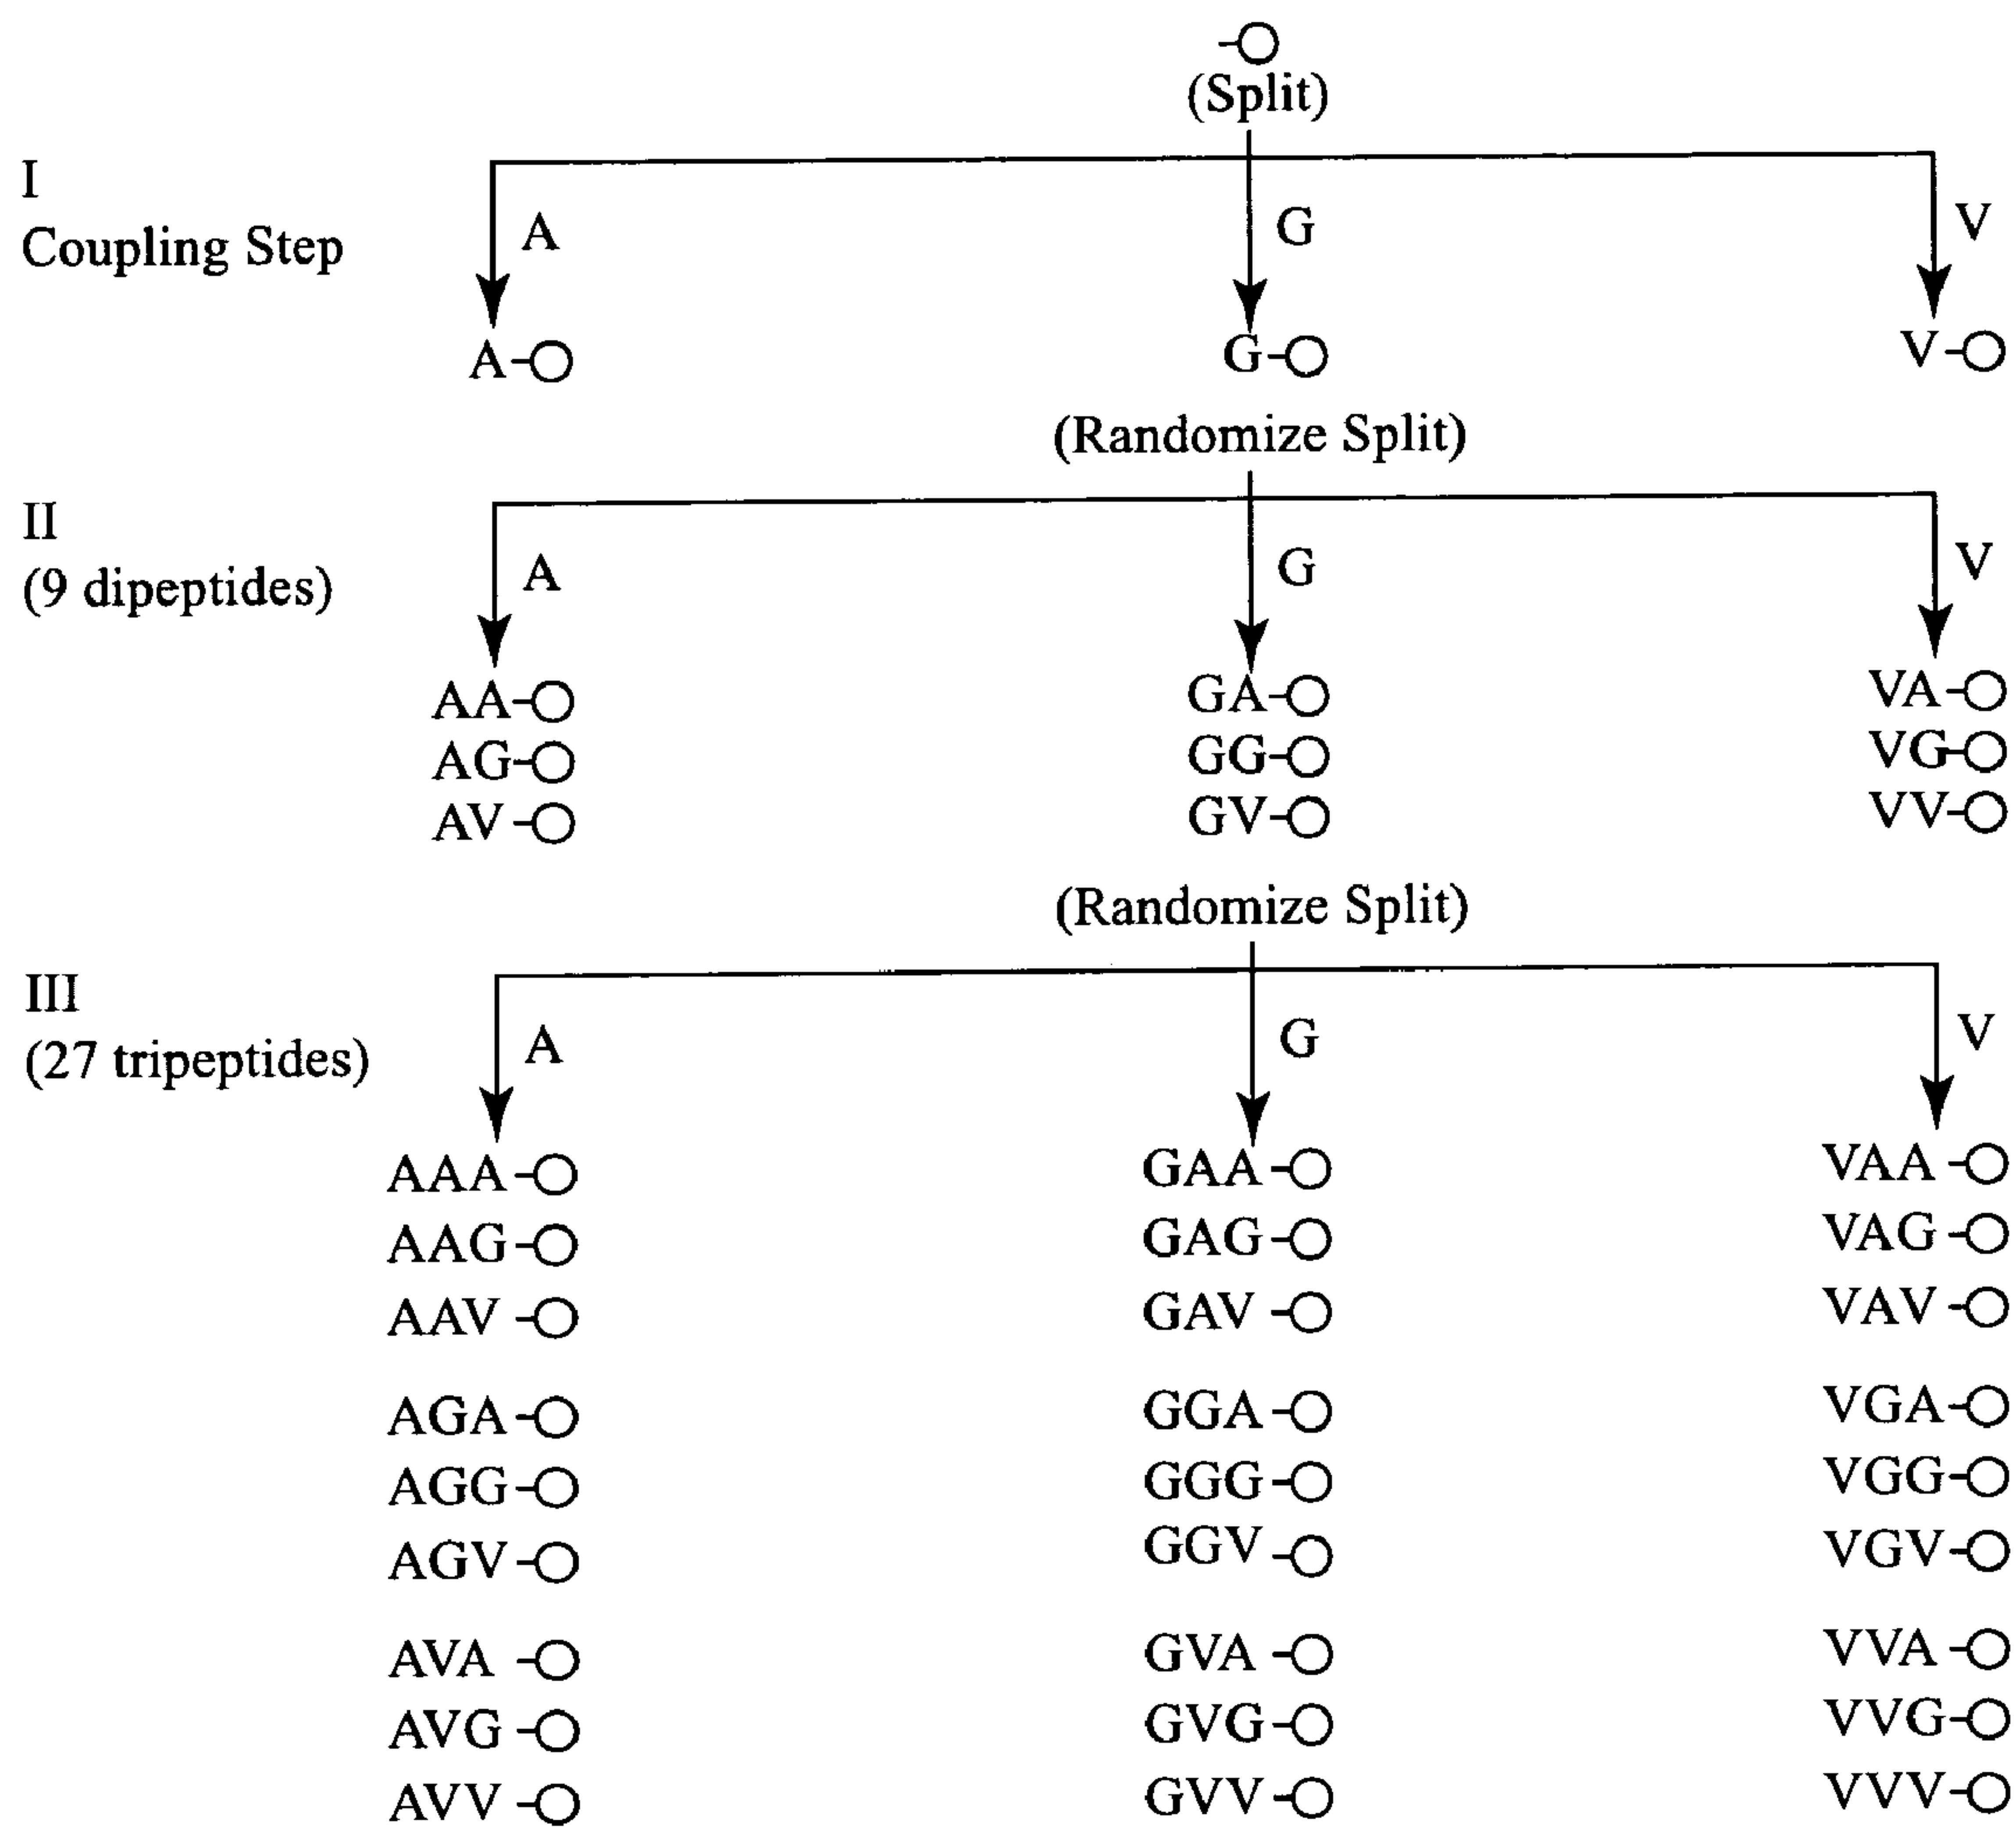 (Split)
I
Coupling Step
A G V
A G V
(Randomize Split)
II
(9 dipeptides)
A G V
AA GA VA
AG GG VG
AV GV VV
(Randomize Split)
III
(27 tripeptides)
A G V
AAA GAA VAA
AAG GAG VAG
AAV GAV VAV
AGA GGA VGA
AGG GGG VGG
AGV GGV VGV
AVA GVA VVA
AVG GVG VVG
AVV GVV VVV